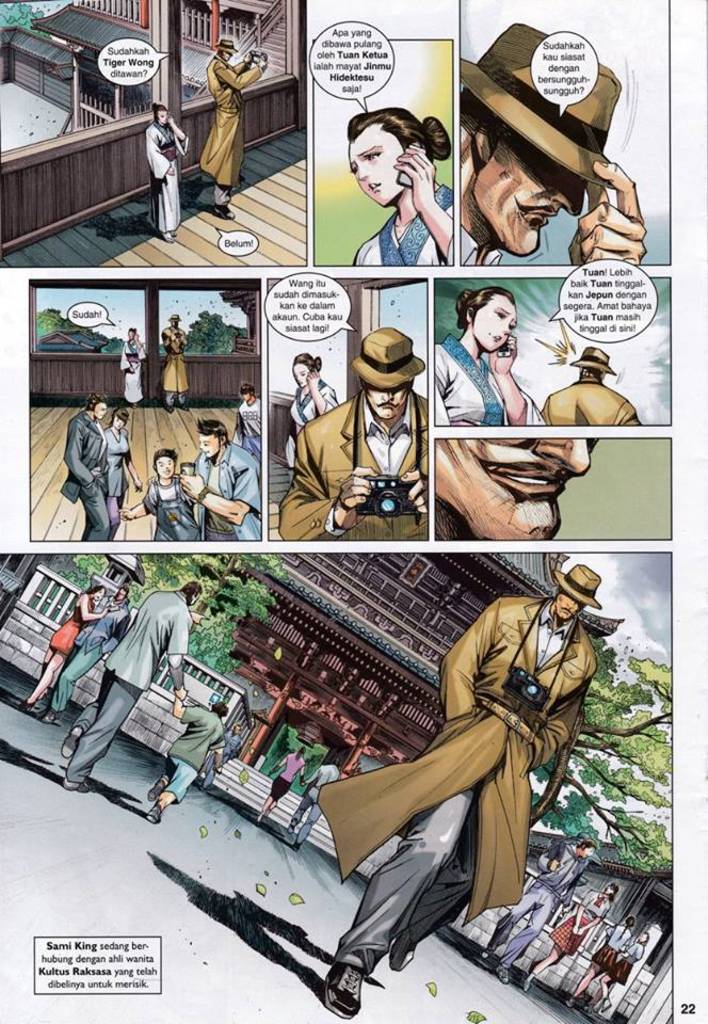 Sudahkah
Tiger Wong
ditawan?
Belum!
Apa yang
dibawa pulang
oleh Tuan Ketua
ialah mayat Jinmu
Hidektesu
saja!
Sudahkah
kau siasat
dengan
bersungguh-
sungguh?
Sudah!
Wang itu
sudah dimasuk-
kan ke dalam
akaun. Cuba kau
siasat lagi!
Tuan! Lebih
baik Tuan tinggal-
kan Jepun dengan
segera. Amat bahaya
jika Tuan masih
tinggal di sini!
Sami King sedang ber-
hubung dengan ahli wanita
Kultus Raksasa yang telah
dibelinya untuk merisik.
22